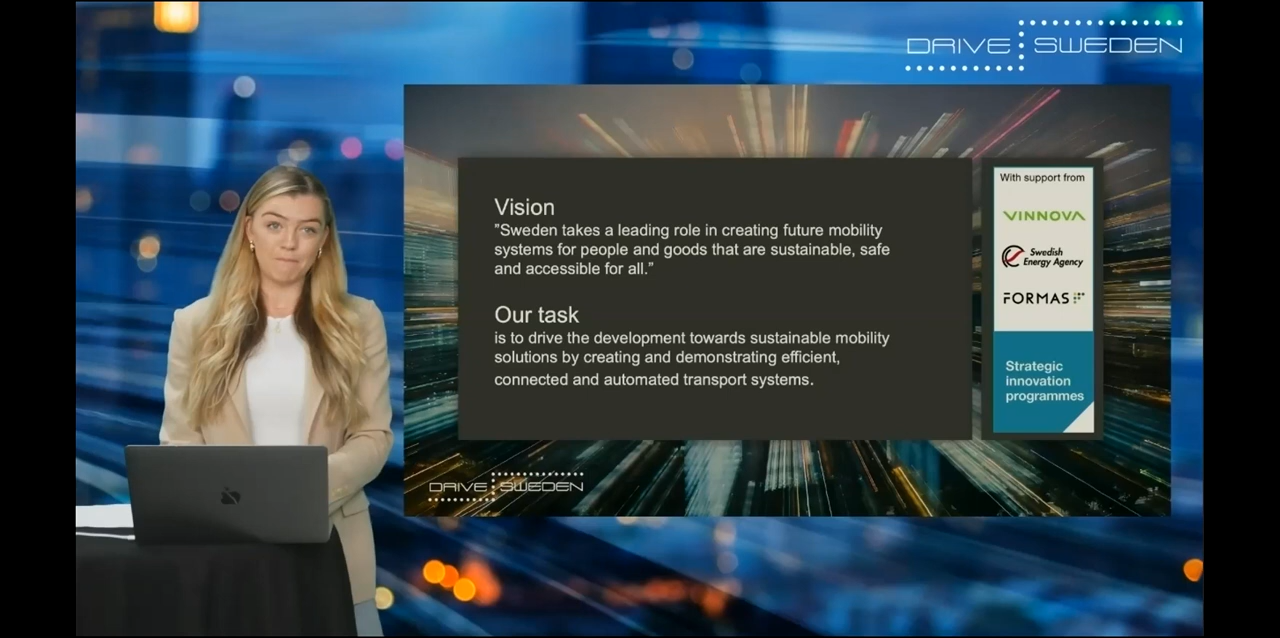 DRIVE SWEDEN
Vision
"Sweden takes a leading role in creating future mobility
systems for people and goods that are sustainable, safe
and accessible for all."
Our task
is to drive the development towards sustainable mobility
solutions by creating and demonstrating efficient,
connected and automated transport systems.
With support from
VINNOVA
Swedish
Energy Agency
FORMAS
Strategic
innovation
programmes
DRIVE SWEDEN